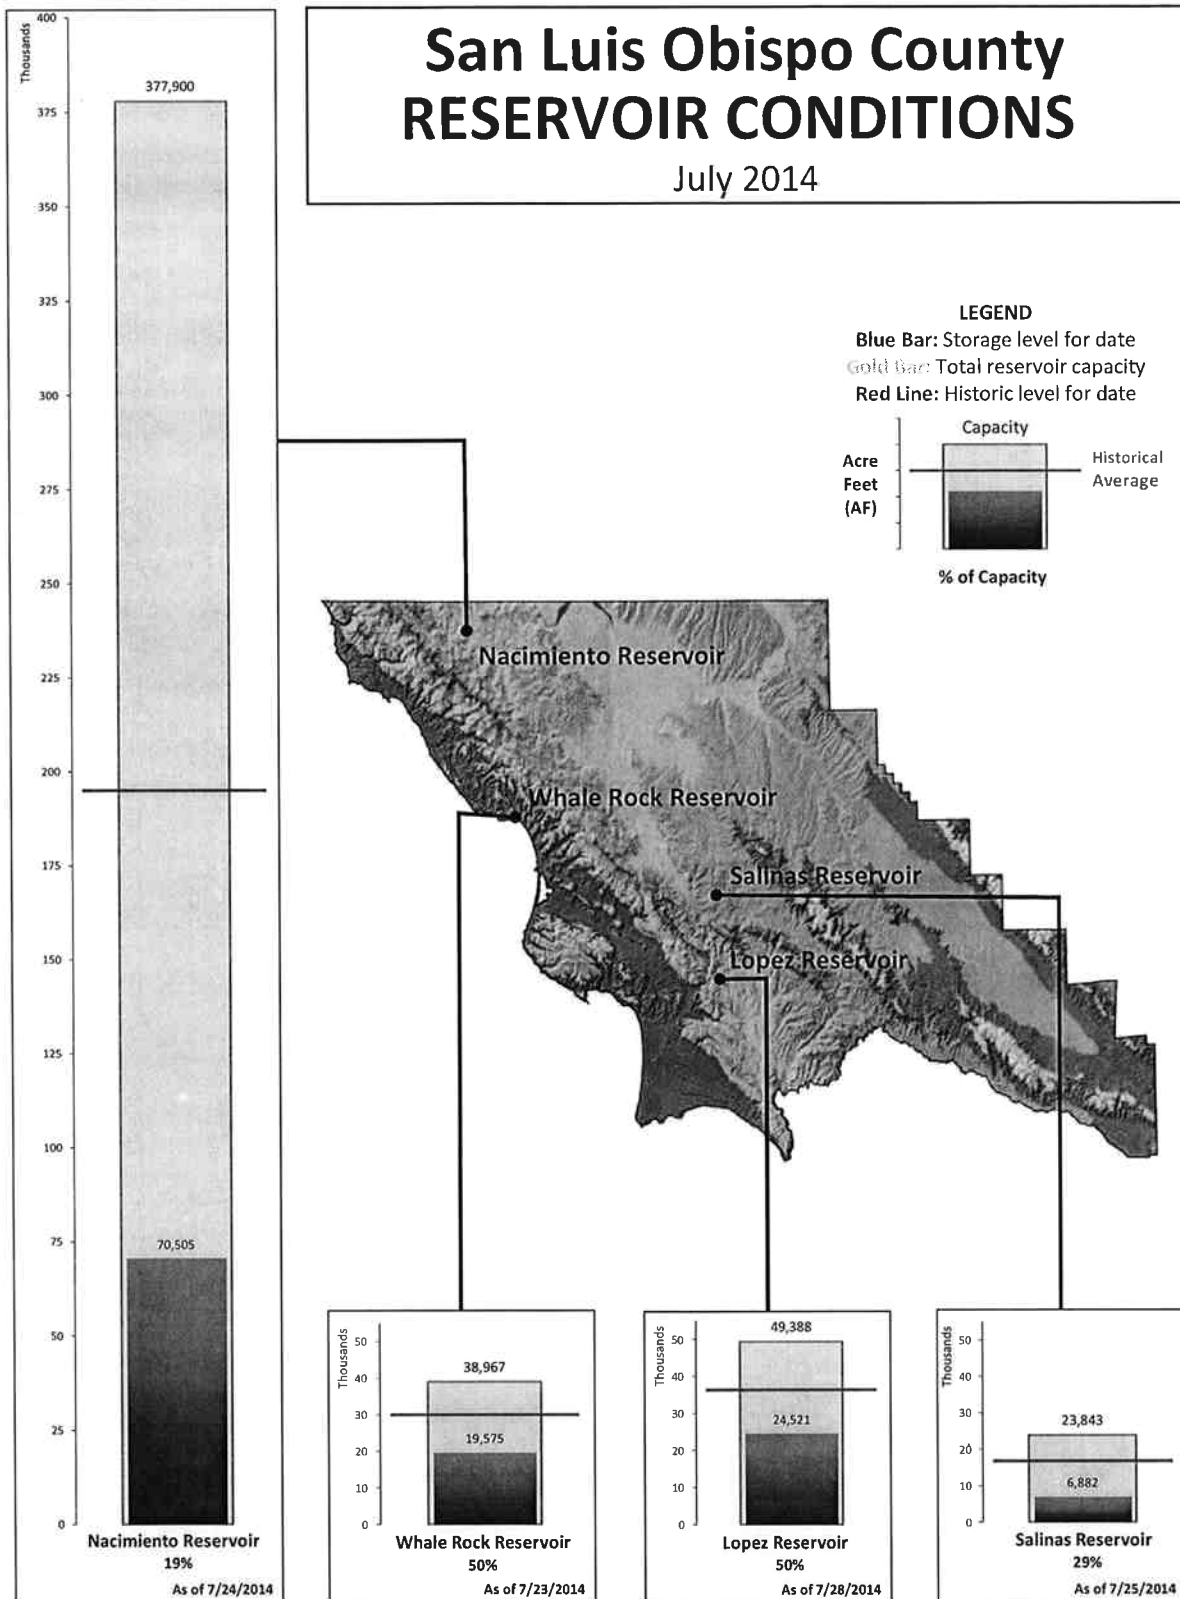 San Luis Obispo County
RESERVOIR CONDITIONS
July 2014
Thousands
400
377,900
375
350
325
300
275
250
225
200
175
150
125
100
75
70,505
50
25
0
Nacimiento Reservoir
19%
As of 7/24/2014
LEGEND
Blue Bar: Storage level for date
Gold Bar: Total reservoir capacity
Red Line: Historic level for date
Capacity
Acre
Feet
(AF)
Historical
Average
% of Capacity
Nacimiento Reservoir
Whale Rock Reservoir
Salinas Reservoir
Lopez Reservoir
Thousands
50
40
30
20
10
0
38,967
19,575
Whale Rock Reservoir
50%
As of 7/23/2014
Thousands
50
40
30
20
10
0
49,388
24,521
Lopez Reservoir
50%
As of 7/28/2014
Thousands
50
40
30
20
10
0
23,843
6,882
Salinas Reservoir
29%
As of 7/25/2014